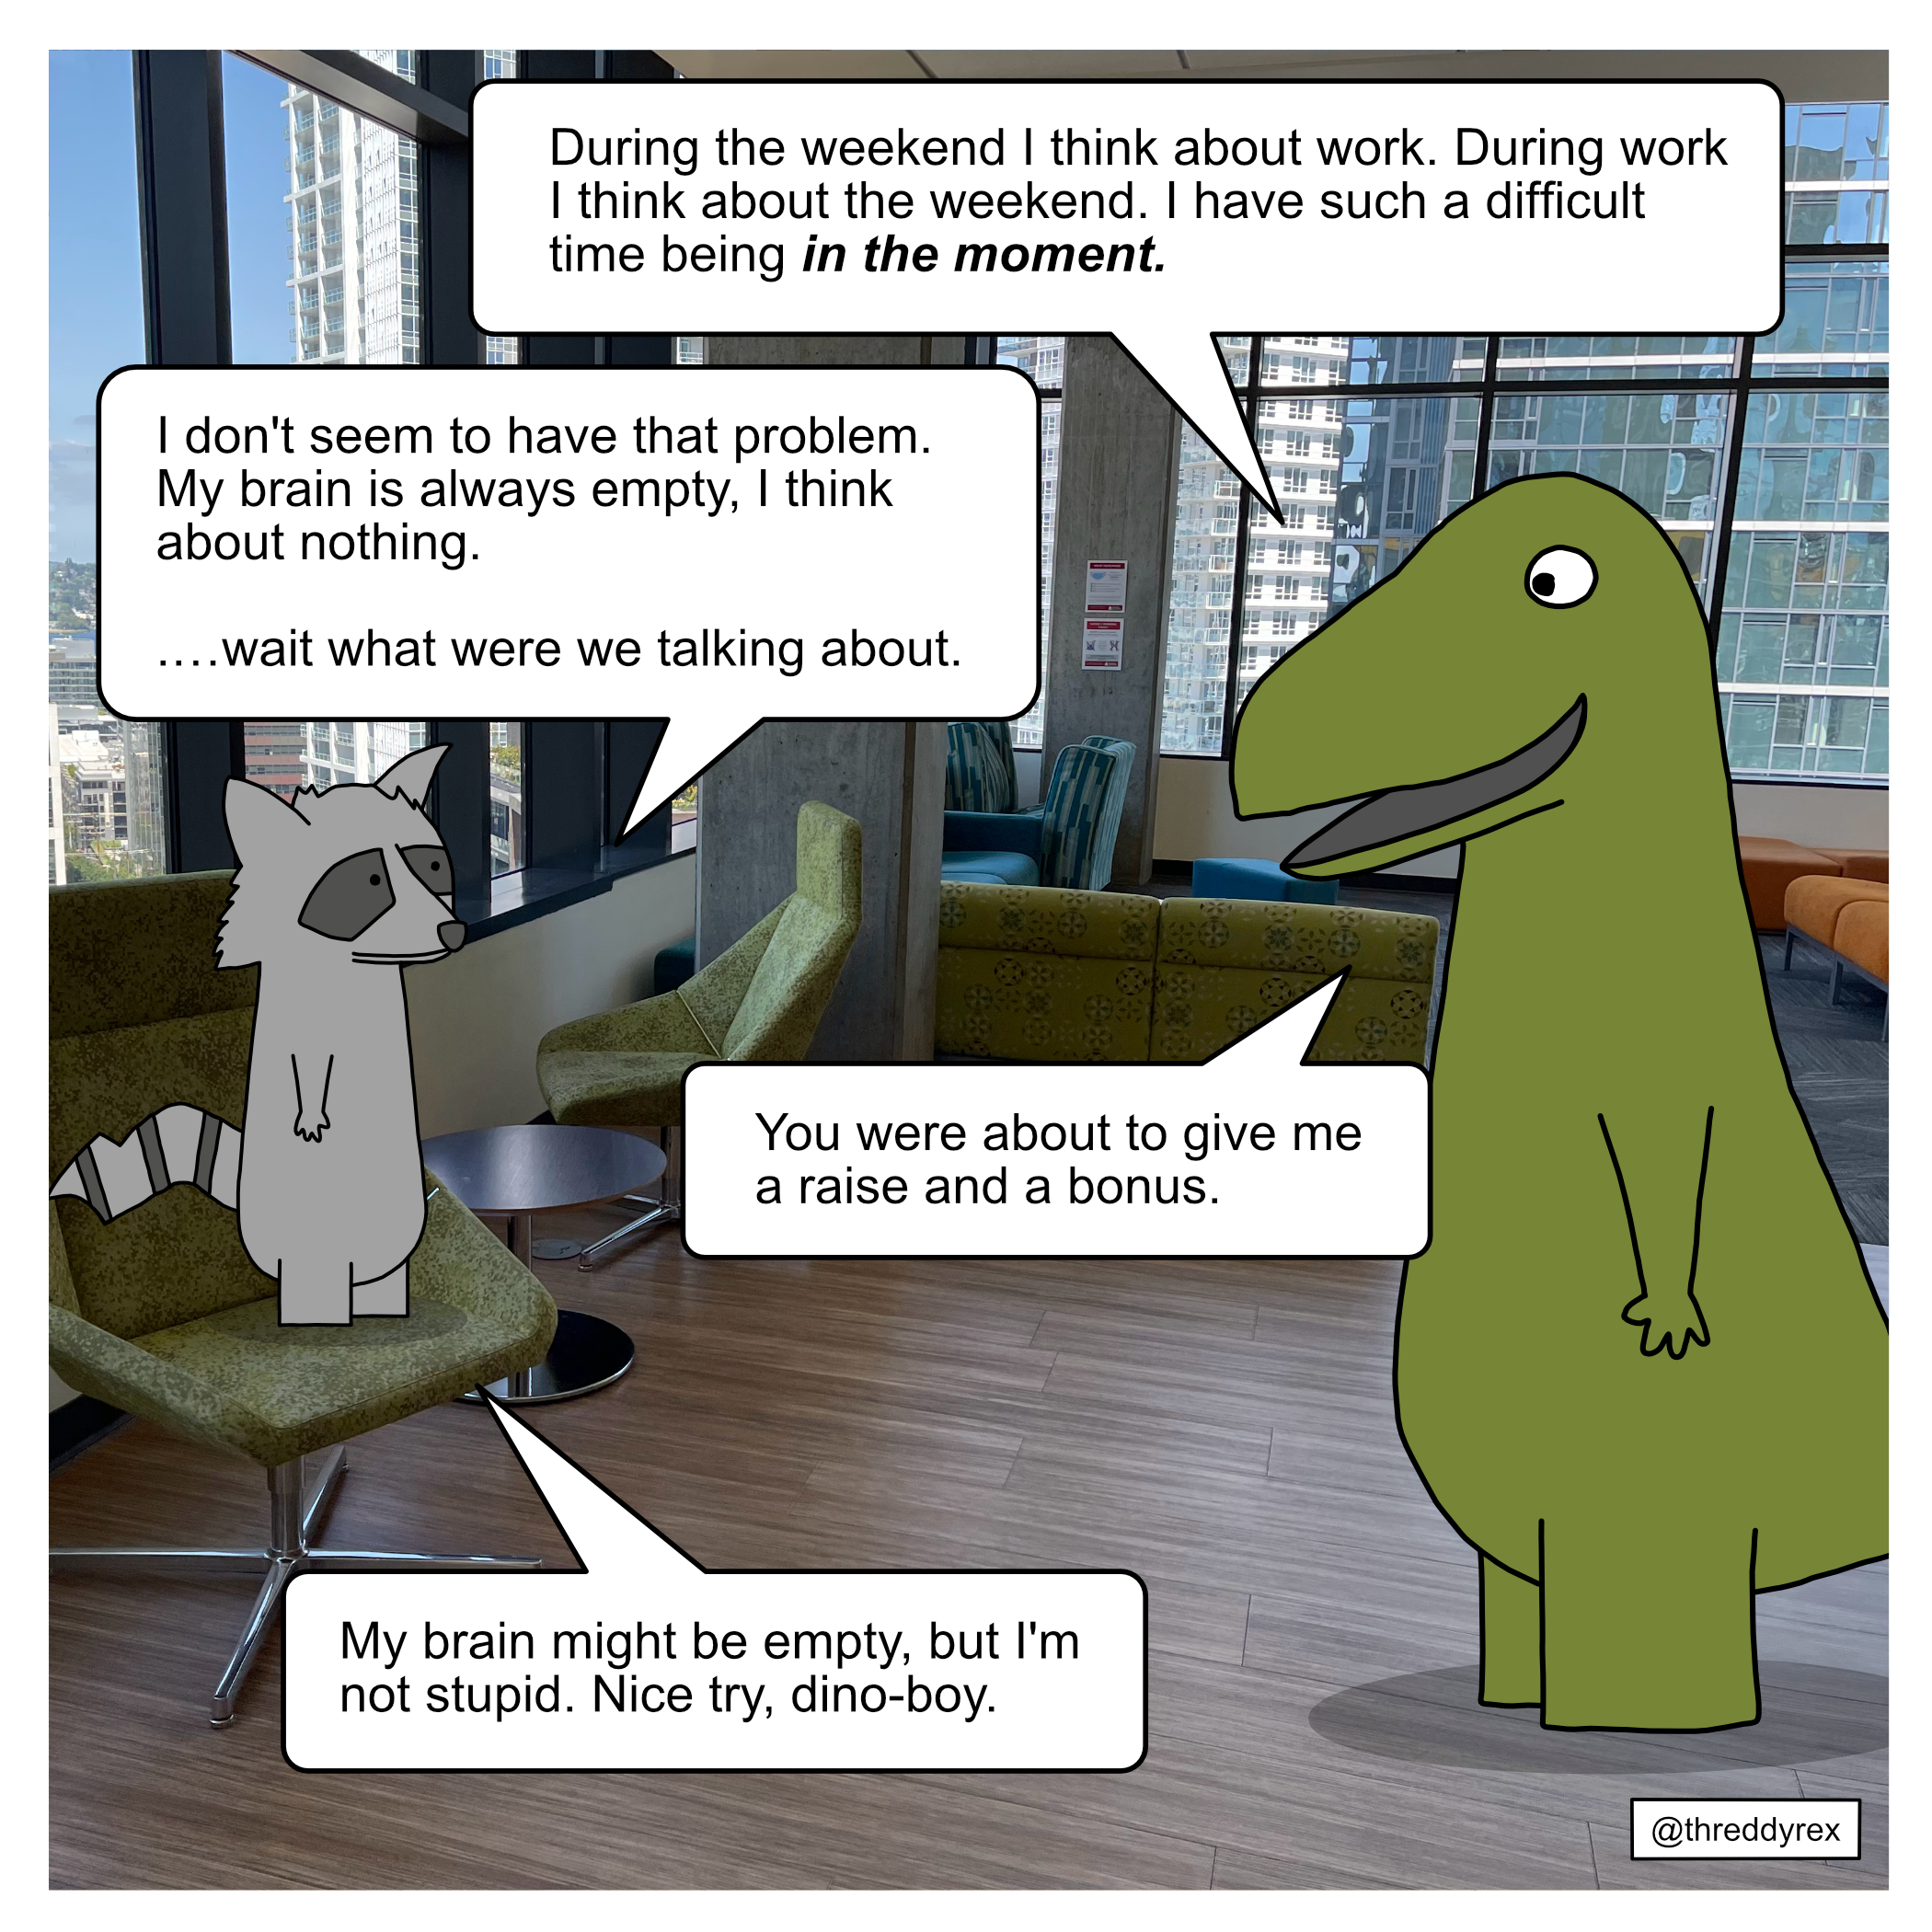 During the weekend I think about work. During work
I think about the weekend. I have such a difficult
time being in the moment.
I don't seem to have that problem.
My brain is always empty, I think
about nothing.
....wait what were we talking about.
You were about to give me
a raise and a bonus.
My brain might be empty, but I'm
not stupid. Nice try, dino-boy.
@threddyrex